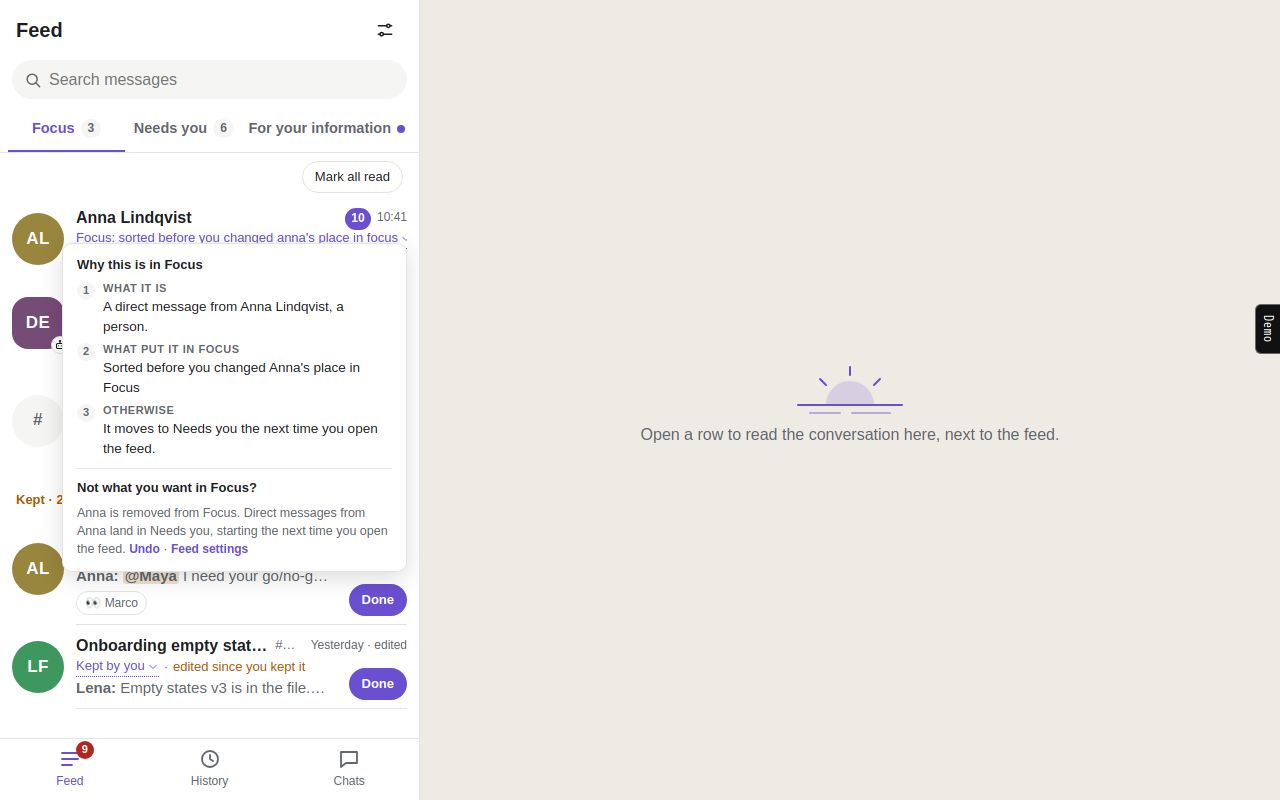 Feed
Search messages
Focus 3
Needs you 6
For your information
Mark all read
AL
Anna Lindqvist
10 10:41
Focus: sorted before you changed anna's place in focus
DE
#
Why this is in Focus
1 WHAT IT IS
A direct message from Anna Lindqvist, a
person.
2 WHAT PUT IT IN FOCUS
Sorted before you changed Anna's place in
Focus
3 OTHERWISE
It moves to Needs you the next time you open
the feed.
Not what you want in Focus?
Anna is removed from Focus. Direct messages from
Anna land in Needs you, starting the next time you open
the feed. Undo · Feed settings
Kept · 2
AL
Anna: @Maya I need your go/no-g…
👀 Marco
Done
LF
Onboarding empty stat… #… Yesterday · edited
Kept by you · edited since you kept it
Lena: Empty states v3 is in the file.…
Done
9
Feed
History
Chats
Open a row to read the conversation here, next to the feed.
Demo